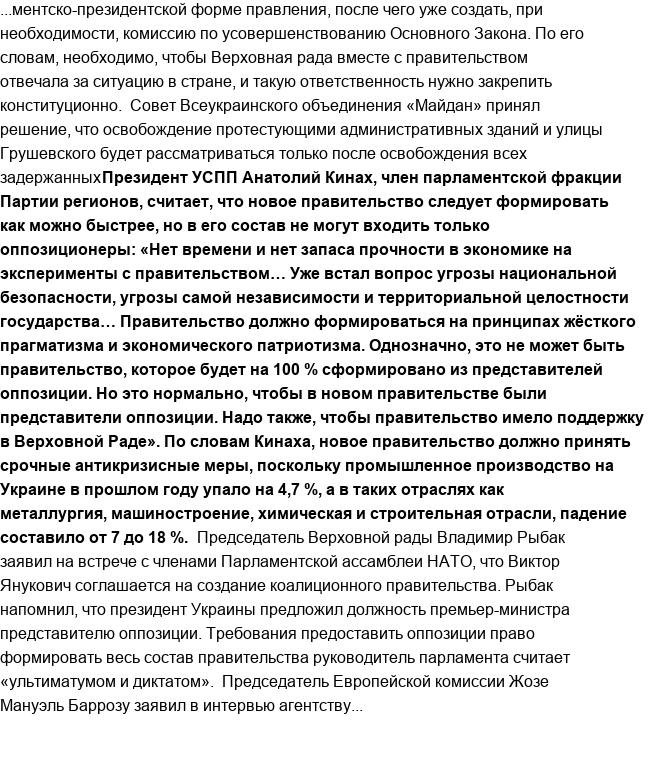 ...ментско-президентской форме правления, после чего уже создать, при
необходимости, комиссию по усовершенствованию Основного Закона. По его
словам, необходимо, чтобы Верховная рада вместе с правительством
отвечала за ситуацию в стране, и такую ответственность нужно закрепить
конституционно.  Совет Всеукраинского объединения «Майдан» принял
решение, что освобождение протестующими административных зданий и улицы
Грушевского будет рассматриваться только после освобождения всех
задержанныхПрезидент УСПП Анатолий Кинах, член парламентской фракции
Партии регионов, считает, что новое правительство следует формировать
как можно быстрее, но в его состав не могут входить только
оппозиционеры: «Нет времени и нет запаса прочности в экономике на
эксперименты с правительством… Уже встал вопрос угрозы национальной
безопасности, угрозы самой независимости и территориальной целостности
государства… Правительство должно формироваться на принципах жёсткого
прагматизма и экономического патриотизма. Однозначно, это не может быть
правительство, которое будет на 100 % сформировано из представителей
оппозиции. Но это нормально, чтобы в новом правительстве были
представители оппозиции. Надо также, чтобы правительство имело поддержку
в Верховной Раде». По словам Кинаха, новое правительство должно принять
срочные антикризисные меры, поскольку промышленное производство на
Украине в прошлом году упало на 4,7 %, а в таких отраслях как
металлургия, машиностроение, химическая и строительная отрасли, падение
составило от 7 до 18 %.  Председатель Верховной рады Владимир Рыбак
заявил на встрече с членами Парламентской ассамблеи НАТО, что Виктор
Янукович соглашается на создание коалиционного правительства. Рыбак
напомнил, что президент Украины предложил должность премьер-министра
представителю оппозиции. Требования предоставить оппозиции право
формировать весь состав правительства руководитель парламента считает
«ультиматумом и диктатом».  Председатель Европейской комиссии Жозе
Мануэль Баррозу заявил в интервью агентству...